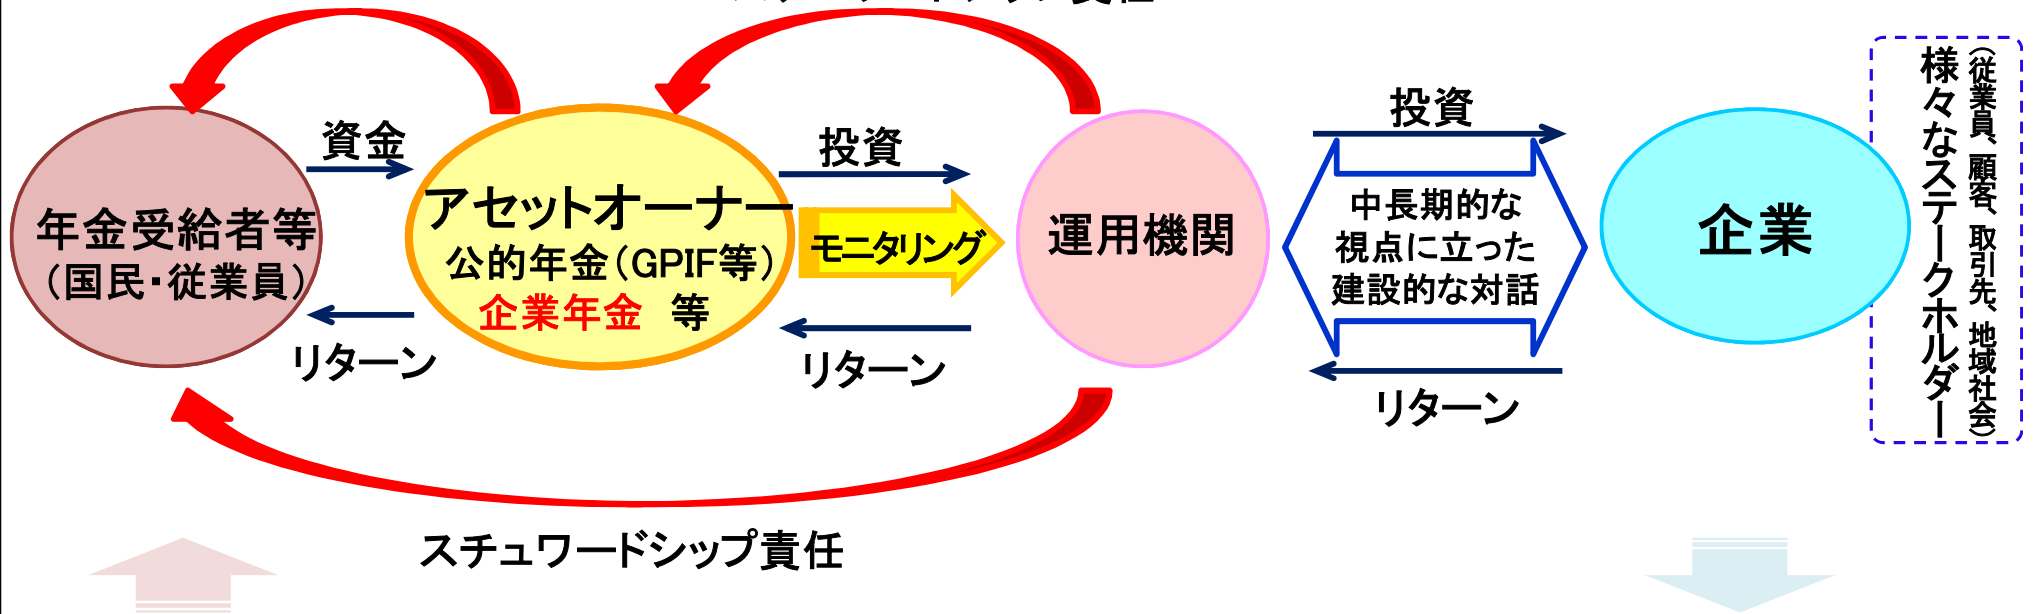 資金
投資
投資
様々なステークホルダー
（従業員、顧客、取引先、地域社会）
年金受給者等
（国民・従業員）
アセットオーナー
公的年金（GPIF等）
企業年金　等
モニタリング
運用機関
中長期的な
視点に立った
建設的な対話
企業
リターン
リターン
リターン
スチュワードシップ責任